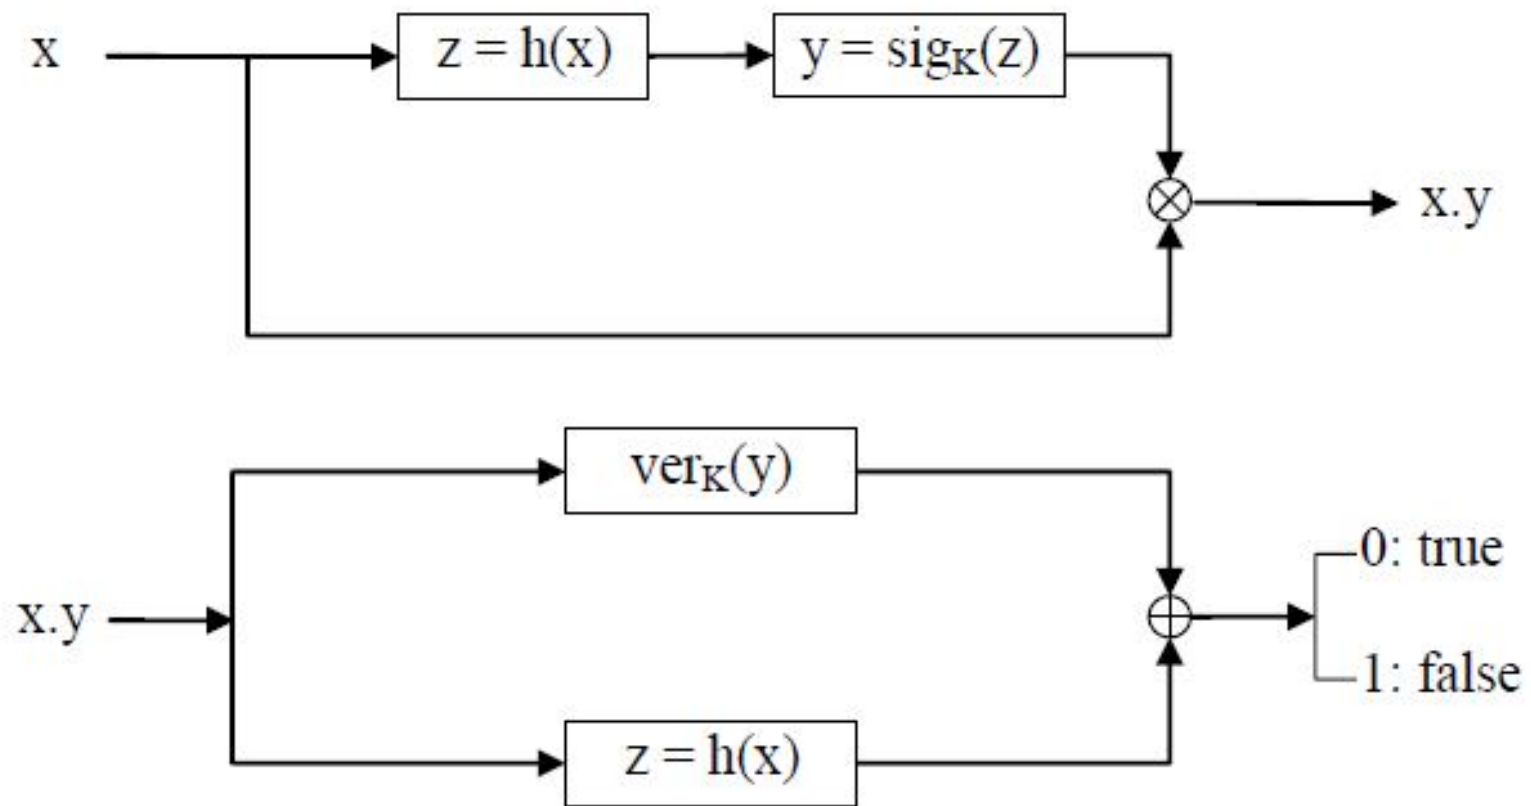 x
z = h(x)
y = sigK(z)
x.y
verK(y)
x.y
0: true
1: false
z = h(x)